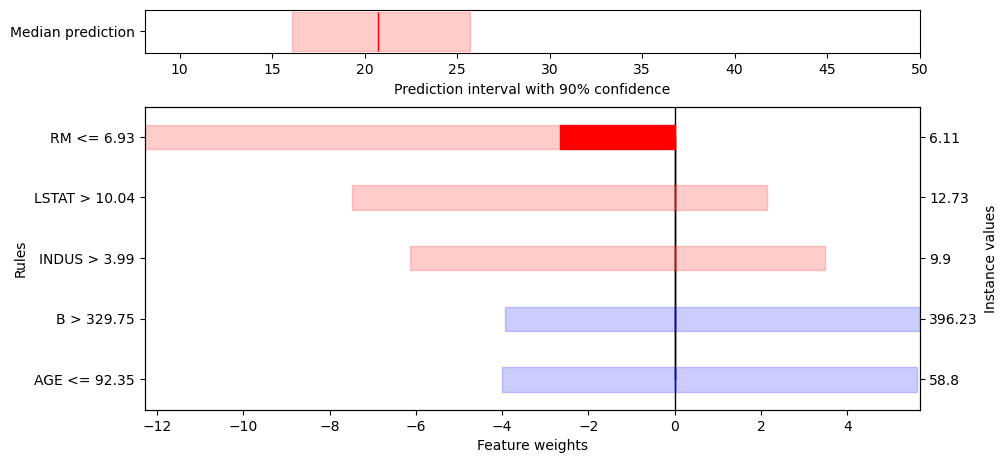 Median prediction
10 15 20 25 30 35 40 45 50
Prediction interval with 90% confidence
RM <= 6.93 6.11
LSTAT > 10.04 12.73
INDUS > 3.99 9.9
B > 329.75 396.23
AGE <= 92.35 58.8
Rules
Instance values
−12 −10 −8 −6 −4 −2 0 2 4
Feature weights